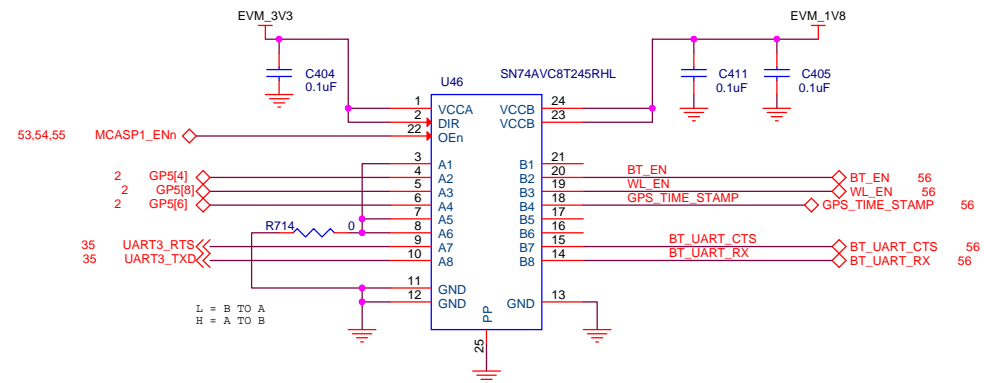 EVM_3V3
EVM_1V8
C404
0.1uF
U46
SN74AVC8T245RHL
C411
0.1uF
C405
0.1uF
1 VCCA VCCB 24
2 DIR VCCB 23
53,54,55 MCASP1_ENn 22 OEn
3 A1 B1 21
2 GP5[4] 4 A2 B2 20 BT_EN BT_EN 56
2 GP5[8] 5 A3 B3 19 WL_EN WL_EN 56
2 GP5[6] 6 A4 B4 18 GPS_TIME_STAMP GPS_TIME_STAMP 56
7 A5 B5 17
R714 0 8 A6 B6 16
35 UART3_RTS 9 A7 B7 15 BT_UART_CTS BT_UART_CTS 56
35 UART3_TXD 10 A8 B8 14 BT_UART_RX BT_UART_RX 56
11 GND
12 GND GND 13
L = B TO A
H = A TO B
PP
25